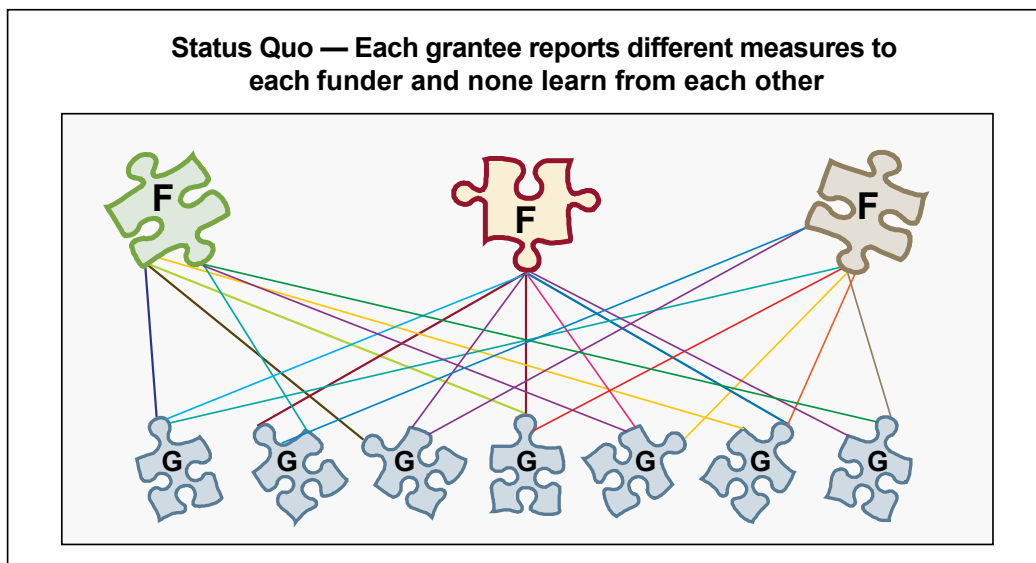 Status Quo — Each grantee reports different measures to
each funder and none learn from each other
F
F
F
G
G
G
G
G
G
G